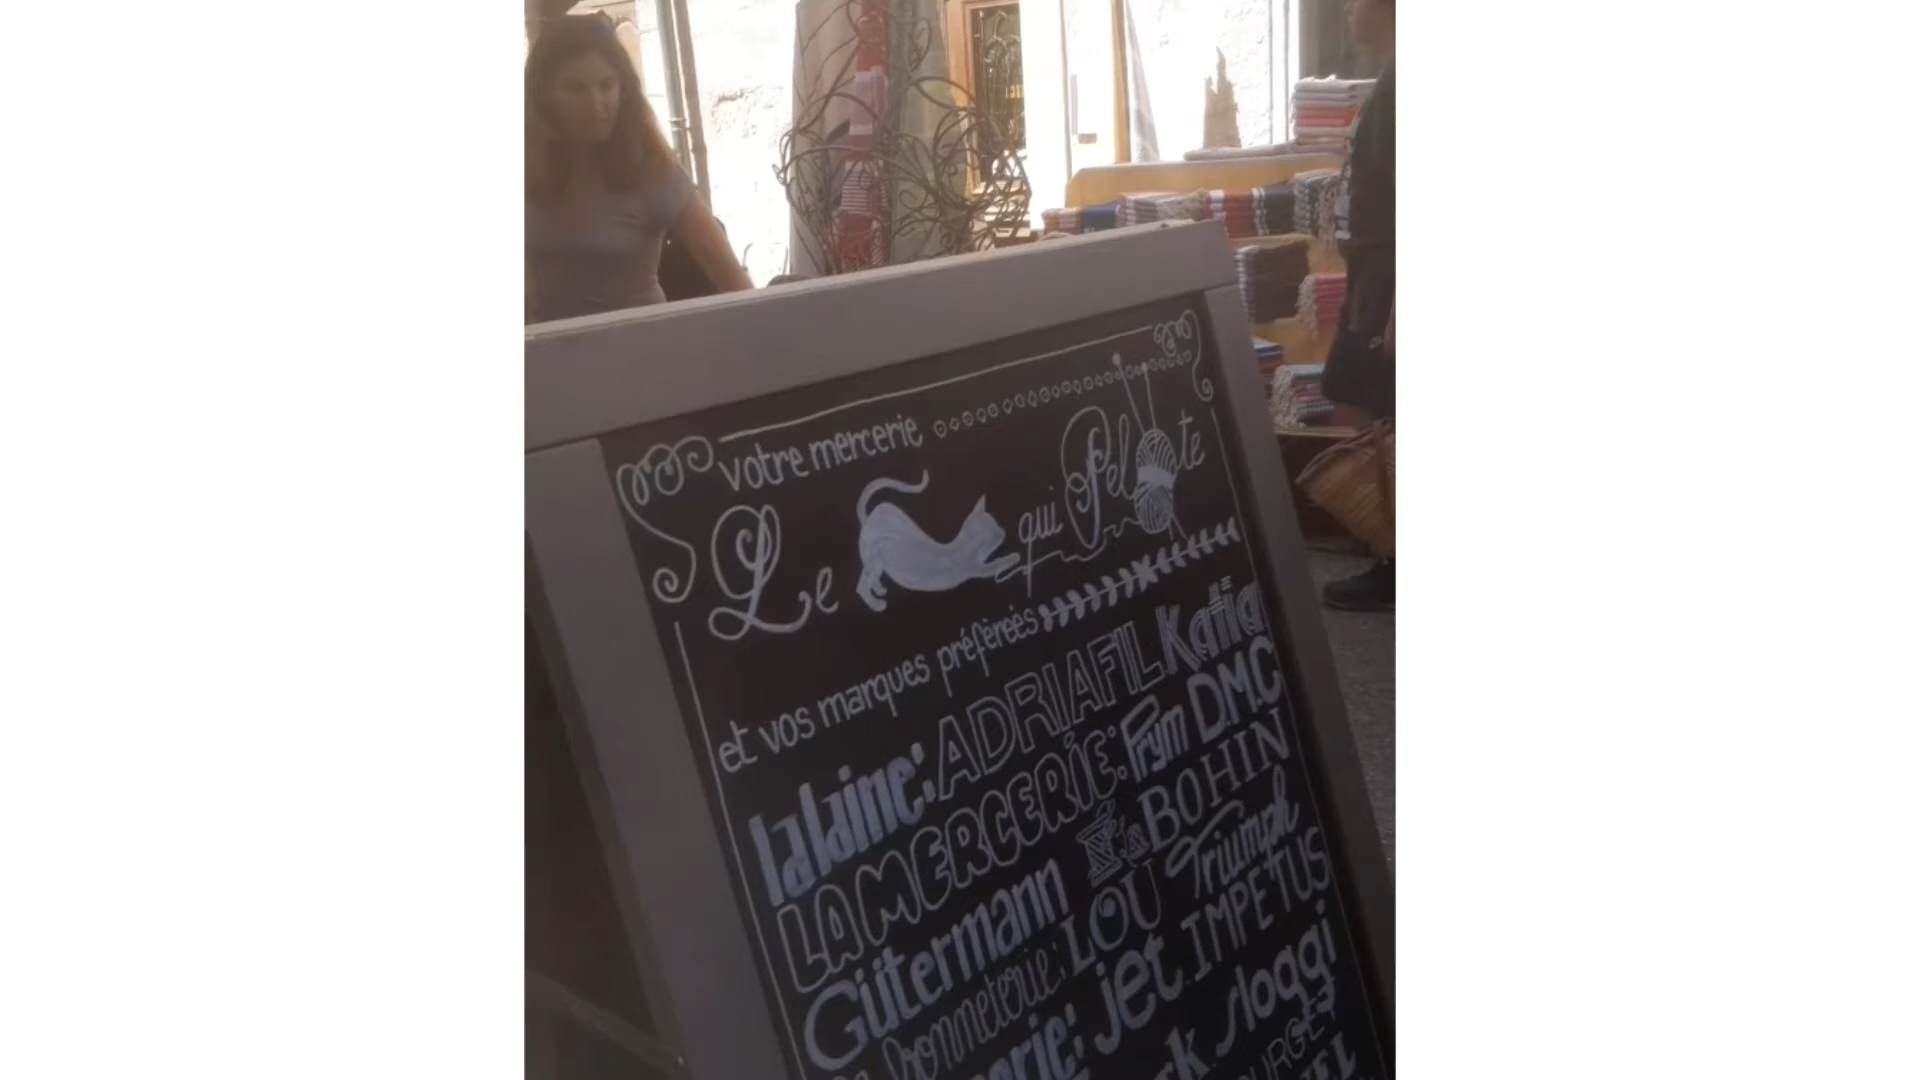 votre mercerie
Le qui Pelote
et vos marques préférées
la laine: ADRIAFIL Katia
LA MERCERIE: Prym DMC
Gütermann BOHIN
bonneterie: LOU Triumph
jet IMPETUS
sloggi